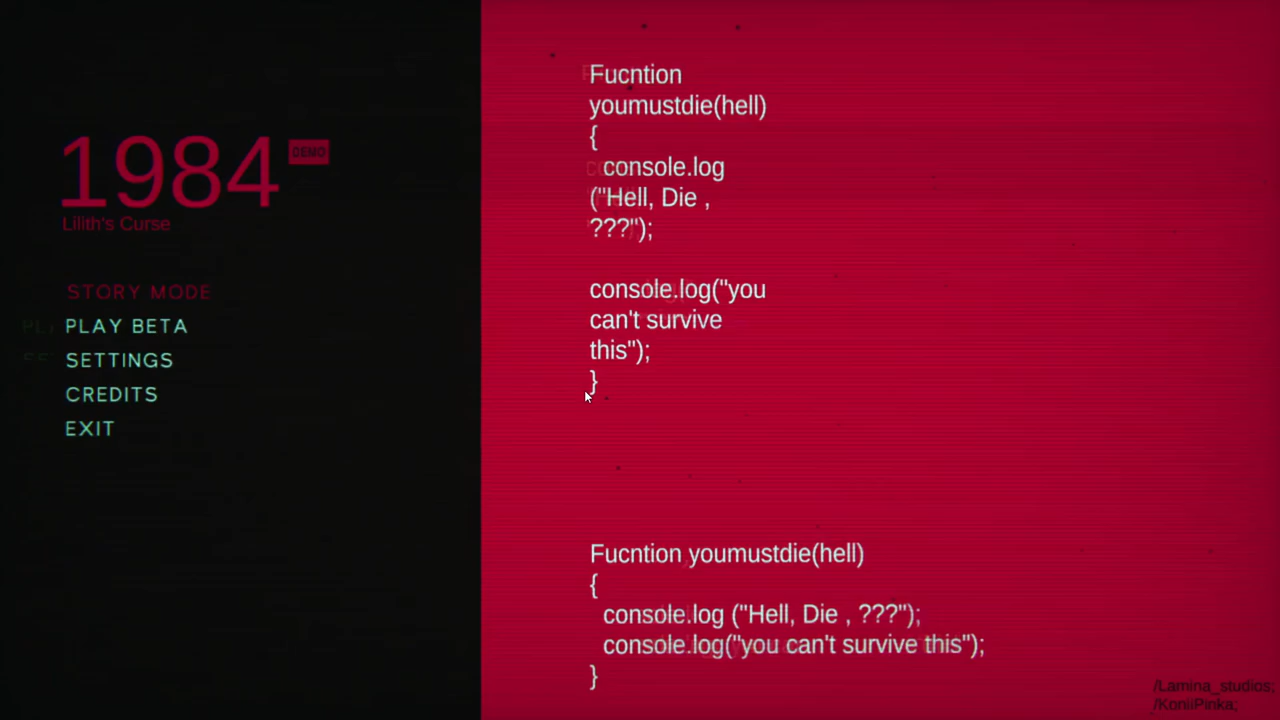 1984
DEMO
Lilith's Curse
STORY MODE
PLAY BETA
SETTINGS
CREDITS
EXIT
Fucntion
youmustdie(hell)
{
console.log
("Hell, Die ,
???");
console.log("you
can't survive
this");
}
Fucntion youmustdie(hell)
{
console.log ("Hell, Die , ???");
console.log("you can't survive this");
}
/Lamina_studios;
/KoniiPinka;